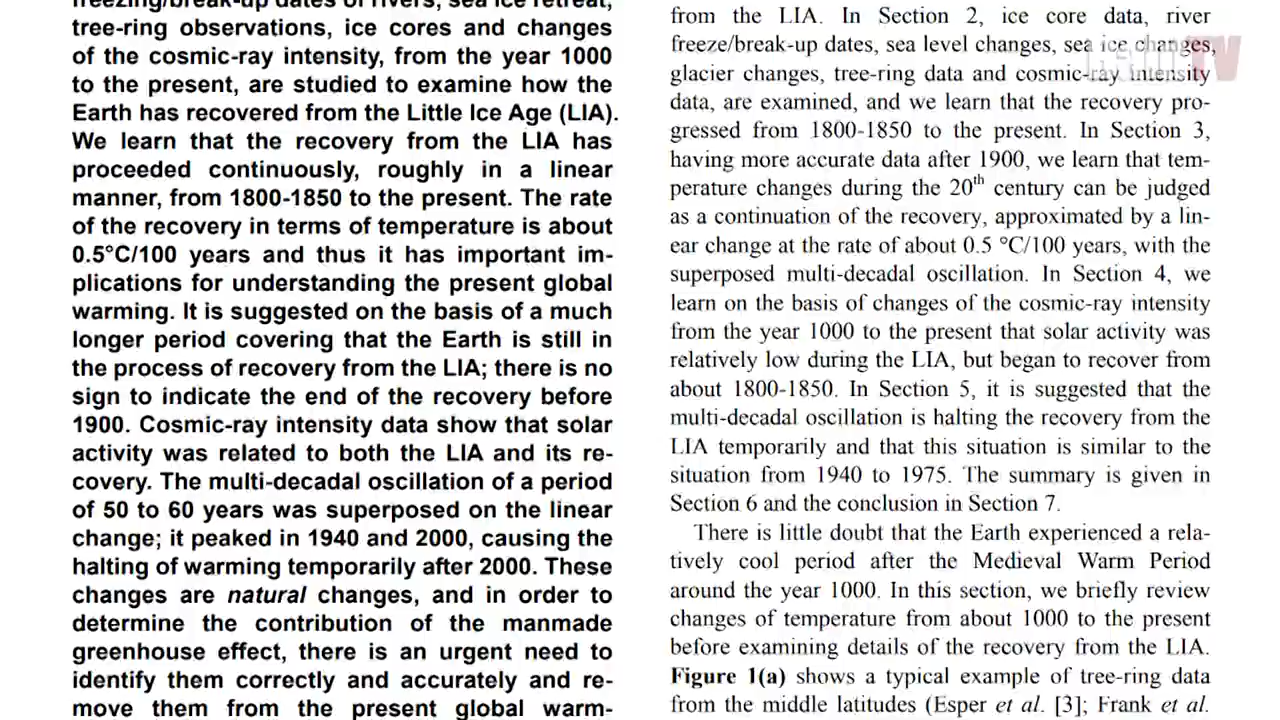 freezing/break-up dates of rivers, sea ice retreat,
tree-ring observations, ice cores and changes
of the cosmic-ray intensity, from the year 1000
to the present, are studied to examine how the
Earth has recovered from the Little Ice Age (LIA).
We learn that the recovery from the LIA has
proceeded continuously, roughly in a linear
manner, from 1800-1850 to the present. The rate
of the recovery in terms of temperature is about
0.5°C/100 years and thus it has important im-
plications for understanding the present global
warming. It is suggested on the basis of a much
longer period covering that the Earth is still in
the process of recovery from the LIA; there is no
sign to indicate the end of the recovery before
1900. Cosmic-ray intensity data show that solar
activity was related to both the LIA and its re-
covery. The multi-decadal oscillation of a period
of 50 to 60 years was superposed on the linear
change; it peaked in 1940 and 2000, causing the
halting of warming temporarily after 2000. These
changes are natural changes, and in order to
determine the contribution of the manmade
greenhouse effect, there is an urgent need to
identify them correctly and accurately and re-
move them from the present global warm-
from the LIA. In Section 2, ice core data, river
freeze/break-up dates, sea level changes, sea ice changes,
glacier changes, tree-ring data and cosmic-ray intensity
data, are examined, and we learn that the recovery pro-
gressed from 1800-1850 to the present. In Section 3,
having more accurate data after 1900, we learn that tem-
perature changes during the 20th century can be judged
as a continuation of the recovery, approximated by a lin-
ear change at the rate of about 0.5 °C/100 years, with the
superposed multi-decadal oscillation. In Section 4, we
learn on the basis of changes of the cosmic-ray intensity
from the year 1000 to the present that solar activity was
relatively low during the LIA, but began to recover from
about 1800-1850. In Section 5, it is suggested that the
multi-decadal oscillation is halting the recovery from the
LIA temporarily and that this situation is similar to the
situation from 1940 to 1975. The summary is given in
Section 6 and the conclusion in Section 7.
There is little doubt that the Earth experienced a rela-
tively cool period after the Medieval Warm Period
around the year 1000. In this section, we briefly review
changes of temperature from about 1000 to the present
before examining details of the recovery from the LIA.
Figure 1(a) shows a typical example of tree-ring data
from the middle latitudes (Esper et al. [3]; Frank et al.